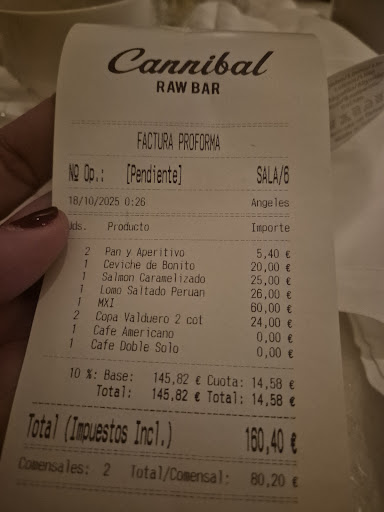 Cannibal
RAW BAR
FACTURA PROFORMA
Nº Op.: [Pendiente] SALA/6
18/10/2025 0:26 Angeles
Uds. Producto Importe
2 Pan y Aperitivo 5,40 €
1 Ceviche de Bonito 20,00 €
1 Salmon Caramelizado 25,00 €
1 Lomo Saltado Peruan 26,00 €
1 MXI 60,00 €
2 Copa Valduero 2 cot 24,00 €
1 Cafe Americano 0,00 €
1 Cafe Doble Solo 0,00 €
10 %: Base: 145,82 € Cuota: 14,58 €
Total: 145,82 € Total: 14,58 €
Total (Impuestos Incl.) 160,40 €
Comensales: 2 Total/Comensal: 80,20 €